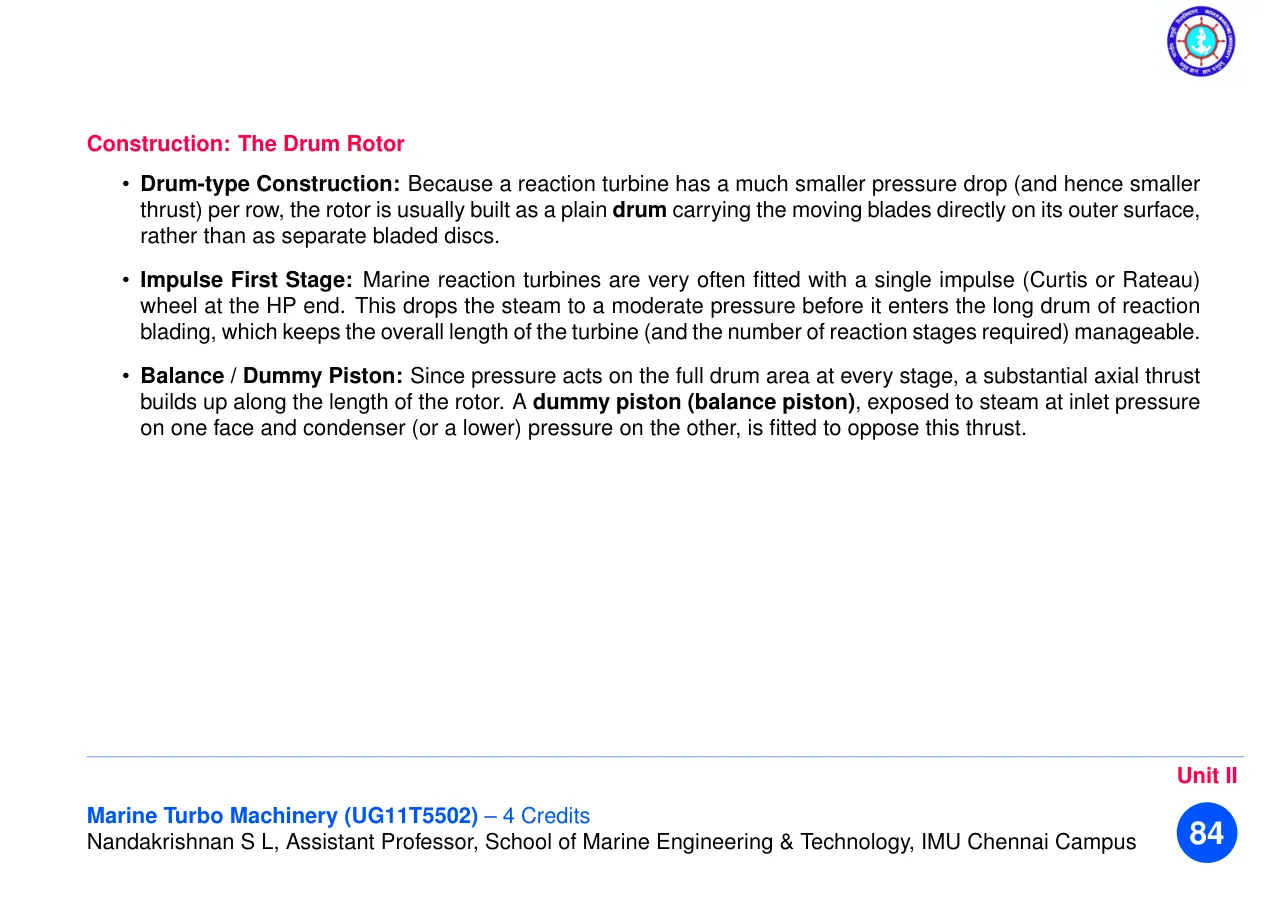 Construction: The Drum Rotor
• Drum-type Construction: Because a reaction turbine has a much smaller pressure drop (and hence smaller
thrust) per row, the rotor is usually built as a plain drum carrying the moving blades directly on its outer surface,
rather than as separate bladed discs.
• Impulse First Stage: Marine reaction turbines are very often fitted with a single impulse (Curtis or Rateau)
wheel at the HP end. This drops the steam to a moderate pressure before it enters the long drum of reaction
blading, which keeps the overall length of the turbine (and the number of reaction stages required) manageable.
• Balance / Dummy Piston: Since pressure acts on the full drum area at every stage, a substantial axial thrust
builds up along the length of the rotor. A dummy piston (balance piston), exposed to steam at inlet pressure
on one face and condenser (or a lower) pressure on the other, is fitted to oppose this thrust.
Unit II
Marine Turbo Machinery (UG11T5502) – 4 Credits
Nandakrishnan S L, Assistant Professor, School of Marine Engineering & Technology, IMU Chennai Campus
84